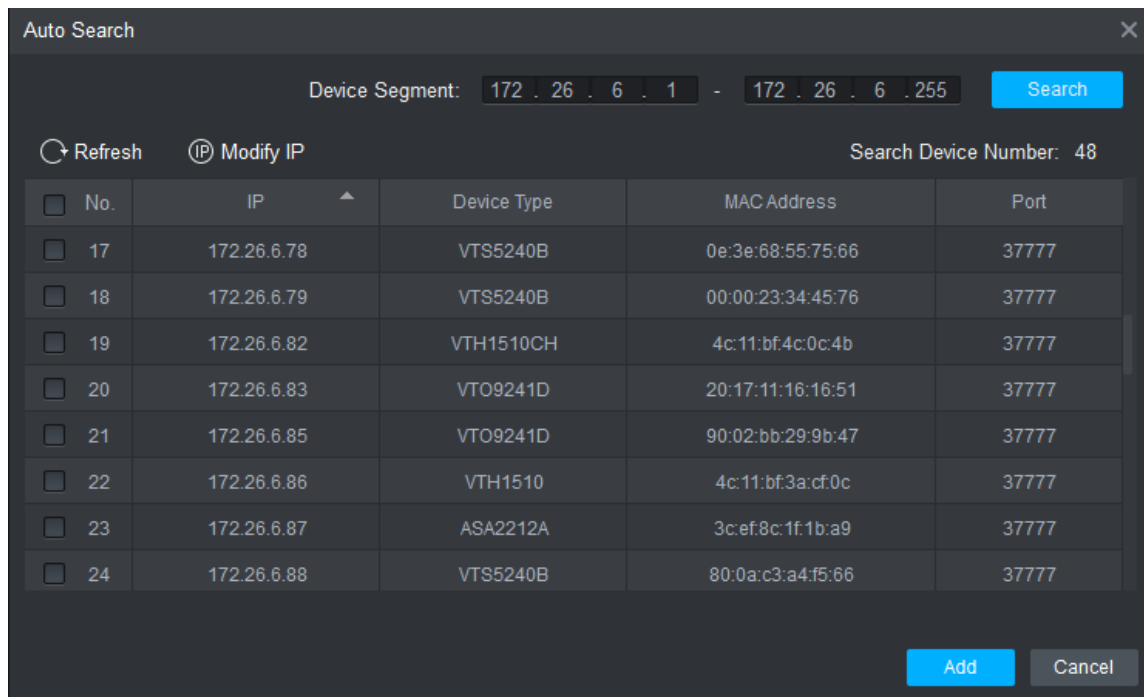 Auto Search
Device Segment: 172 . 26 . 6 . 1 - 172 . 26 . 6 . 255 Search
Refresh IP Modify IP Search Device Number: 48
No. IP Device Type MAC Address Port
17 172.26.6.78 VTS5240B 0e:3e:68:55:75:66 37777
18 172.26.6.79 VTS5240B 00:00:23:34:45:76 37777
19 172.26.6.82 VTH1510CH 4c:11:bf:4c:0c:4b 37777
20 172.26.6.83 VTO9241D 20:17:11:16:16:51 37777
21 172.26.6.85 VTO9241D 90:02:bb:29:9b:47 37777
22 172.26.6.86 VTH1510 4c:11:bf:3a:cf:0c 37777
23 172.26.6.87 ASA2212A 3c:ef:8c:1f:1b:a9 37777
24 172.26.6.88 VTS5240B 80:0a:c3:a4:f5:66 37777
Add Cancel